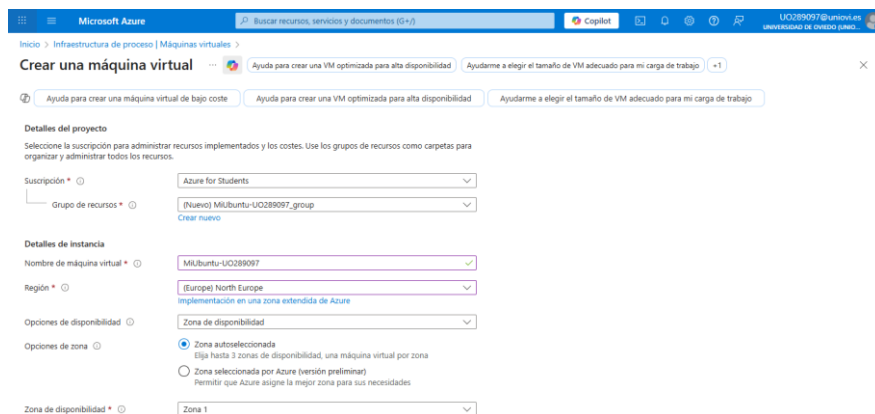 Microsoft Azure
Buscar recursos, servicios y documentos (G+/)
Copilot
UO289097@uniovi.es
UNIVERSIDAD DE OVIEDO (UNIO...
Inicio > Infraestructura de proceso | Máquinas virtuales >
Crear una máquina virtual ...
Ayuda para crear una VM optimizada para alta disponibilidad
Ayudarme a elegir el tamaño de VM adecuado para mi carga de trabajo
+1
Ayuda para crear una máquina virtual de bajo coste
Ayuda para crear una VM optimizada para alta disponibilidad
Ayudarme a elegir el tamaño de VM adecuado para mi carga de trabajo
Detalles del proyecto
Seleccione la suscripción para administrar recursos implementados y los costes. Use los grupos de recursos como carpetas para
organizar y administrar todos los recursos.
Suscripción *
Azure for Students
Grupo de recursos *
(Nuevo) MiUbuntu-UO289097_group
Crear nuevo
Detalles de instancia
Nombre de máquina virtual *
MiUbuntu-UO289097
Región *
(Europe) North Europe
Implementación en una zona extendida de Azure
Opciones de disponibilidad
Zona de disponibilidad
Opciones de zona
Zona autoseleccionada
Elija hasta 3 zonas de disponibilidad, una máquina virtual por zona
Zona seleccionada por Azure (versión preliminar)
Permitir que Azure asigne la mejor zona para sus necesidades
Zona de disponibilidad *
Zona 1